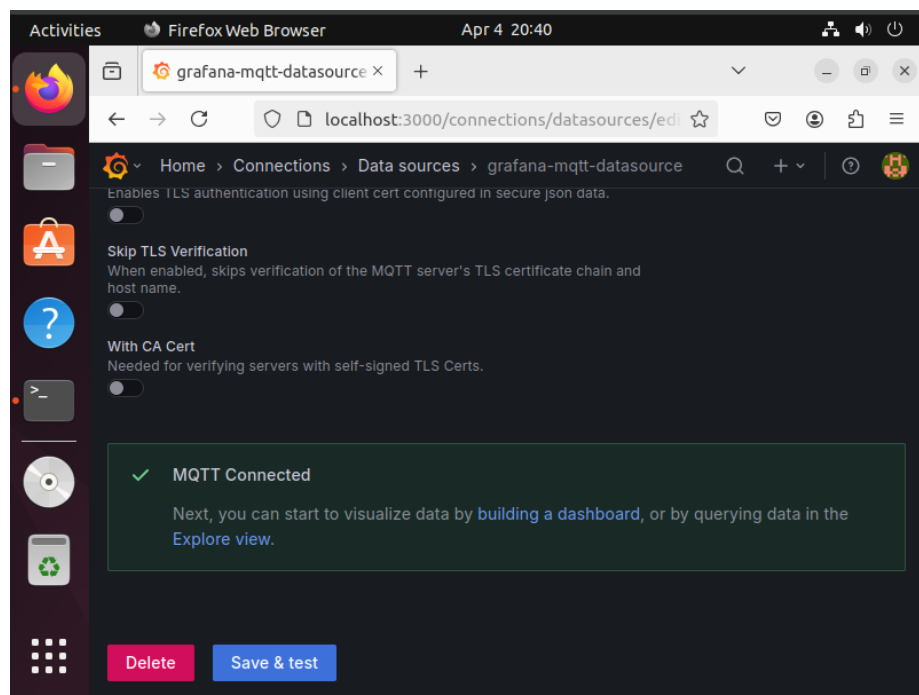 Activities
Firefox Web Browser
Apr 4 20:40
grafana-mqtt-datasource
localhost:3000/connections/datasources/edi
Home › Connections › Data sources › grafana-mqtt-datasource
Enables TLS authentication using client cert configured in secure json data.
Skip TLS Verification
When enabled, skips verification of the MQTT server's TLS certificate chain and
host name.
With CA Cert
Needed for verifying servers with self-signed TLS Certs.
MQTT Connected
Next, you can start to visualize data by building a dashboard, or by querying data in the
Explore view.
Delete
Save & test